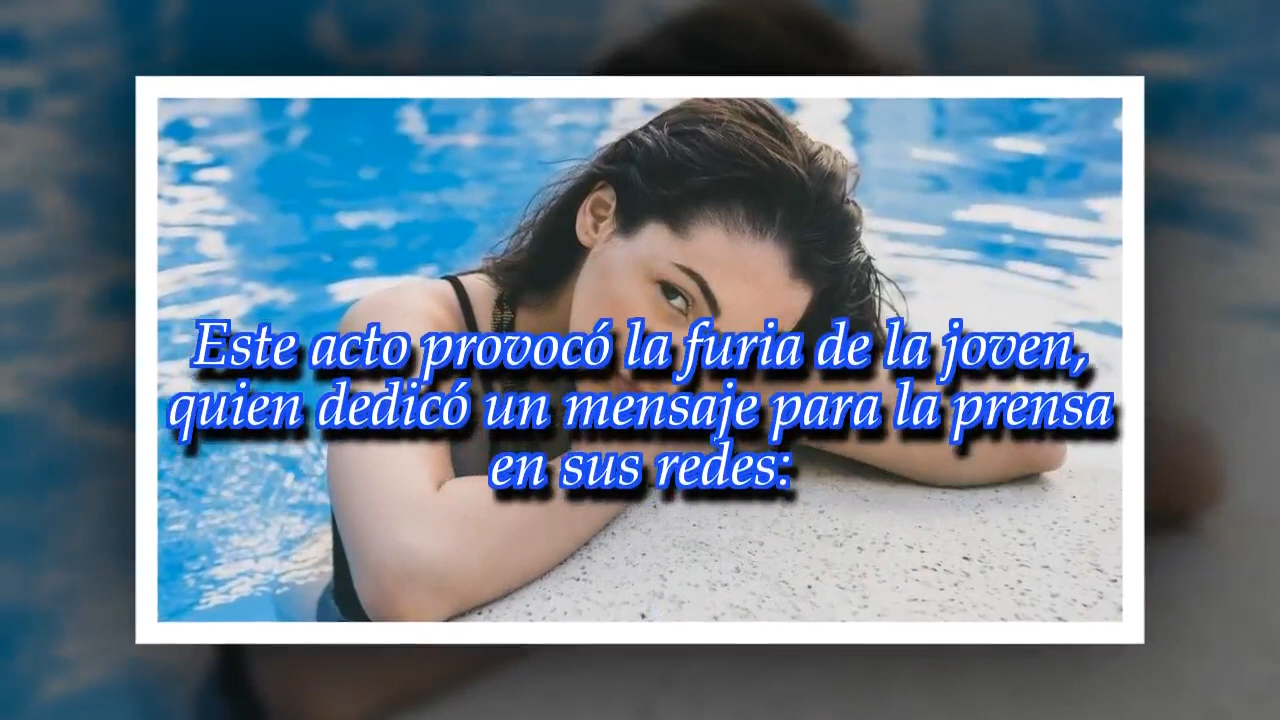 Este acto provocó la furia de la joven,
quien dedicó un mensaje para la prensa
en sus redes: